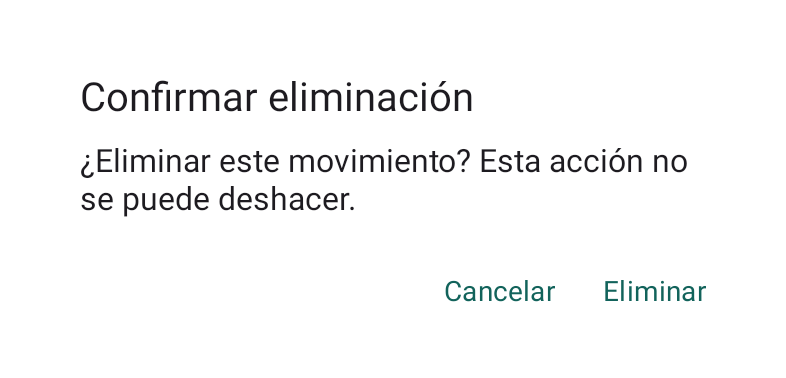 Confirmar eliminación
¿Eliminar este movimiento? Esta acción no
se puede deshacer.
Cancelar Eliminar